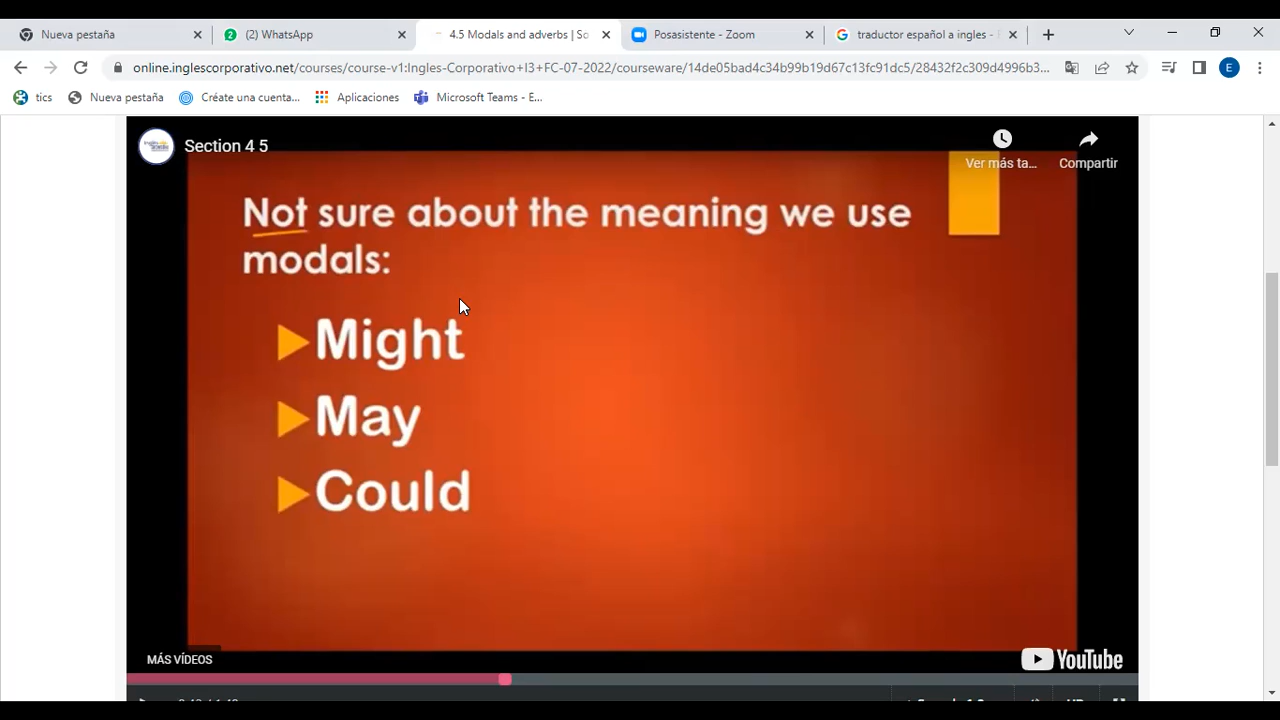 Nueva pestaña
(2) WhatsApp
4.5 Modals and adverbs | So
Posasistente - Zoom
traductor español a ingles -
online.inglescorporativo.net/courses/course-v1:Ingles-Corporativo+I3+FC-07-2022/courseware/14de05bad4c34b99b19d67c13fc91dc5/28432f2c309d4996b3...
E
tics
Nueva pestaña
Créate una cuenta...
Aplicaciones
Microsoft Teams - E...
Section 4 5
Ver más ta...
Compartir
Not sure about the meaning we use
modals:
Might
May
Could
MÁS VÍDEOS
YouTube